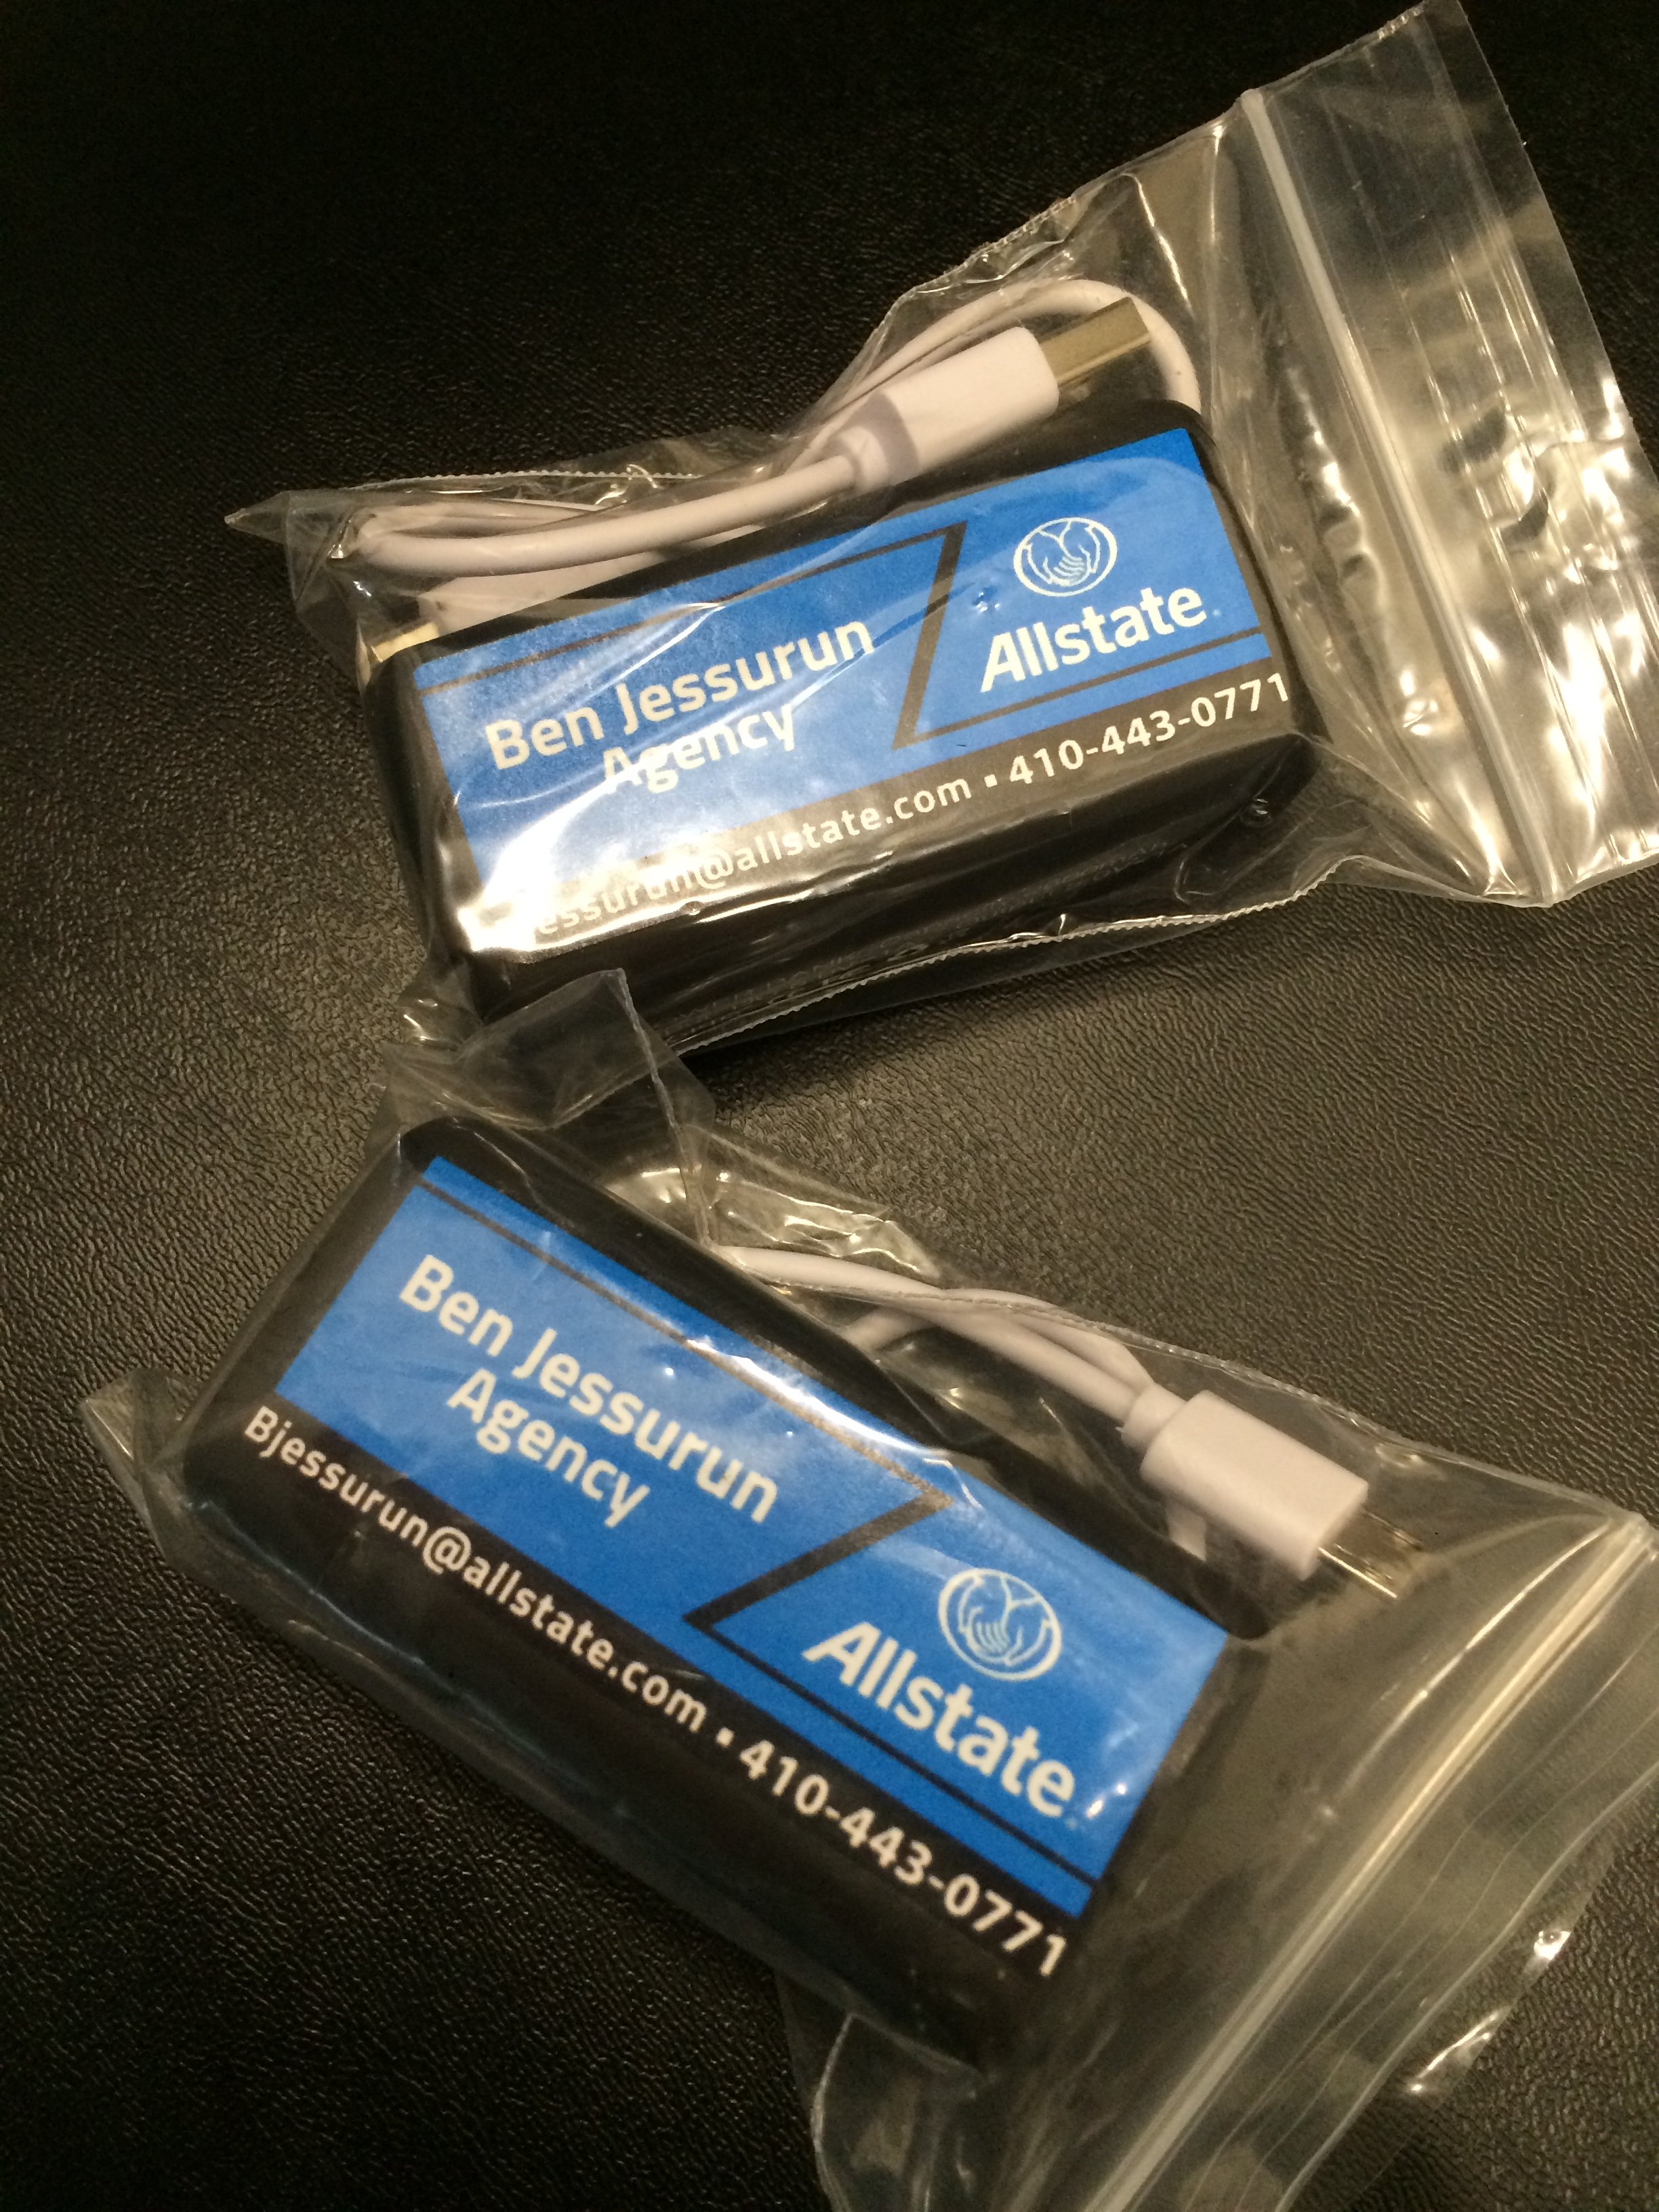 Ben Jessurun
Agency
Allstate
essurun@allstate.com ▪ 410-443-0771
Ben Jessurun
Agency
Allstate
Bjessurun@allstate.com ▪ 410-443-0771